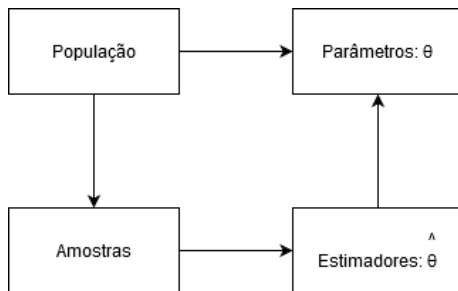 População
Parâmetros: θ
Amostras
Estimadores: θ̂